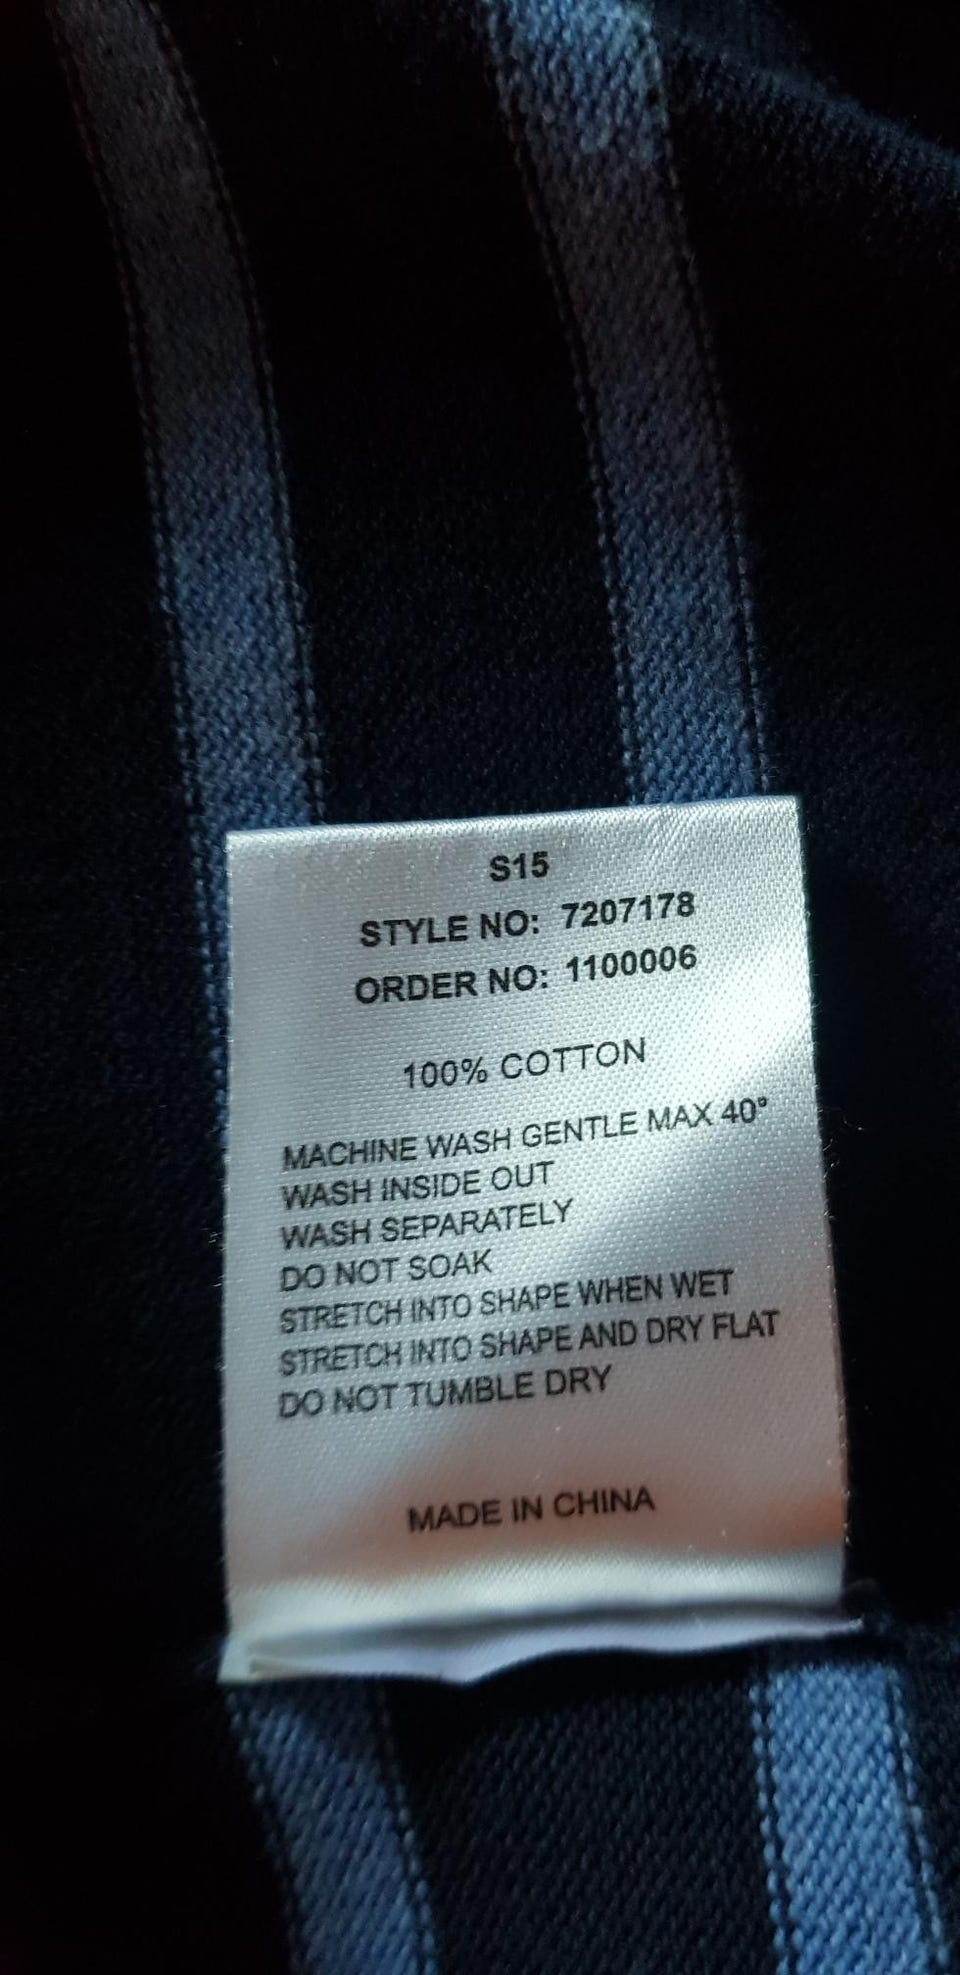 S15
STYLE NO: 7207178
ORDER NO: 1100006
100% COTTON
MACHINE WASH GENTLE MAX 40°
WASH INSIDE OUT
WASH SEPARATELY
DO NOT SOAK
STRETCH INTO SHAPE WHEN WET
STRETCH INTO SHAPE AND DRY FLAT
DO NOT TUMBLE DRY
MADE IN CHINA